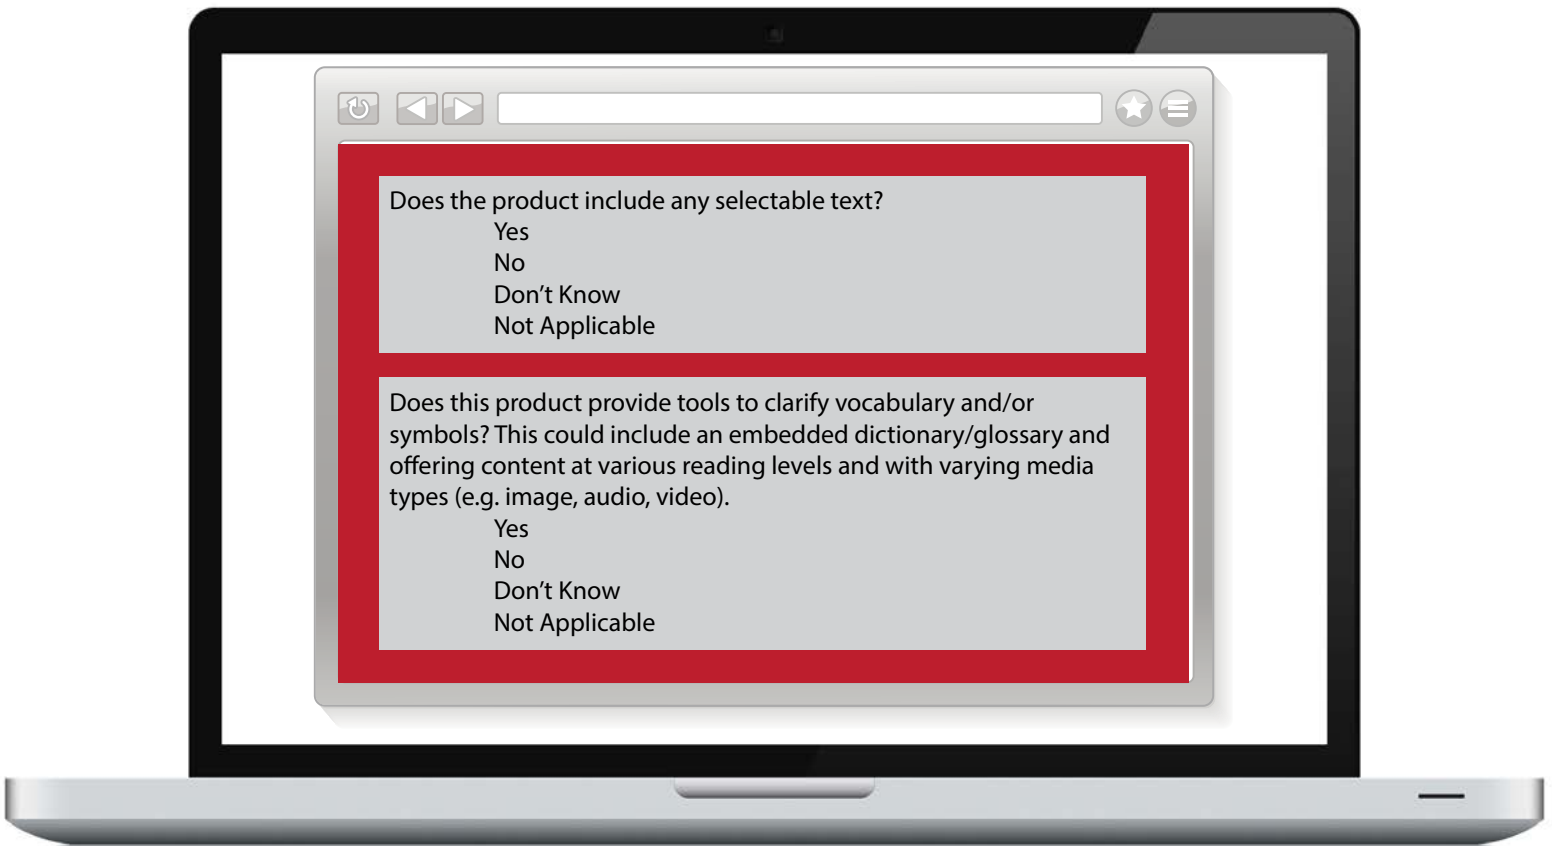 Does the product include any selectable text?
Yes
No
Don’t Know
Not Applicable
Does this product provide tools to clarify vocabulary and/or
symbols? This could include an embedded dictionary/glossary and
offering content at various reading levels and with varying media
types (e.g. image, audio, video).
Yes
No
Don’t Know
Not Applicable